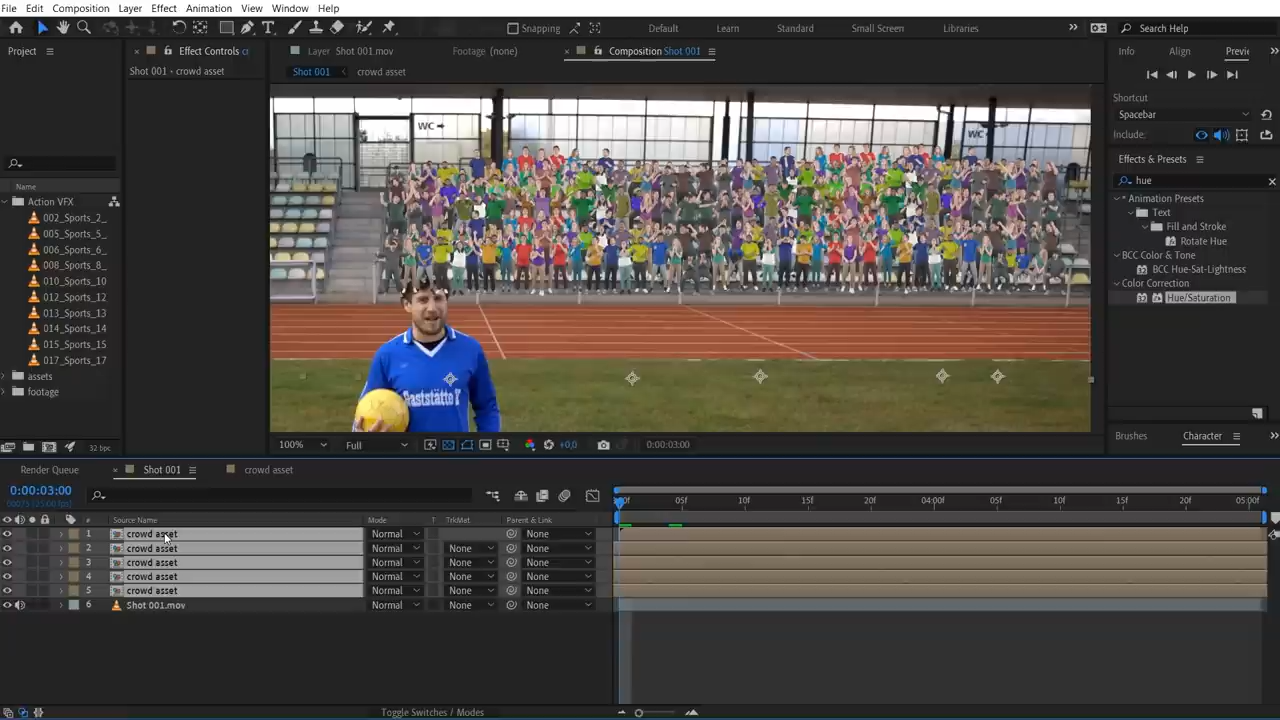 File Edit Composition Layer Effect Animation View Window Help
Snapping Default Learn Standard Small Screen Libraries Search Help
Project Effect Controls Layer Shot 001.mov Footage (none) Composition Shot 001 Info Align
Shot 001 · crowd asset Shot 001 crowd asset
Shortcut
Spacebar
Include:
Effects & Presets
hue
Animation Presets
Text
Fill and Stroke
Rotate Hue
BCC Color & Tone
BCC Hue-Sat-Lightness
Color Correction
Hue/Saturation
Name
Action VFX
002_Sports_2_
005_Sports_5_
006_Sports_6_
008_Sports_8_
010_Sports_10
012_Sports_12
013_Sports_13
014_Sports_14
015_Sports_15
017_Sports_17
assets
footage
32 bpc
WC
WC
100% Full +0,0 0:00:03:00
Brushes Character
Render Queue Shot 001 crowd asset
0:00:03:00
05f 10f 15f 20f 04:00f 05f 10f 15f 20f 05:00f
# Source Name Mode T TrkMat Parent & Link
1 crowd asset Normal None
2 crowd asset Normal None None
3 crowd asset Normal None None
4 crowd asset Normal None None
5 crowd asset Normal None None
6 Shot 001.mov Normal None None
Toggle Switches / Modes